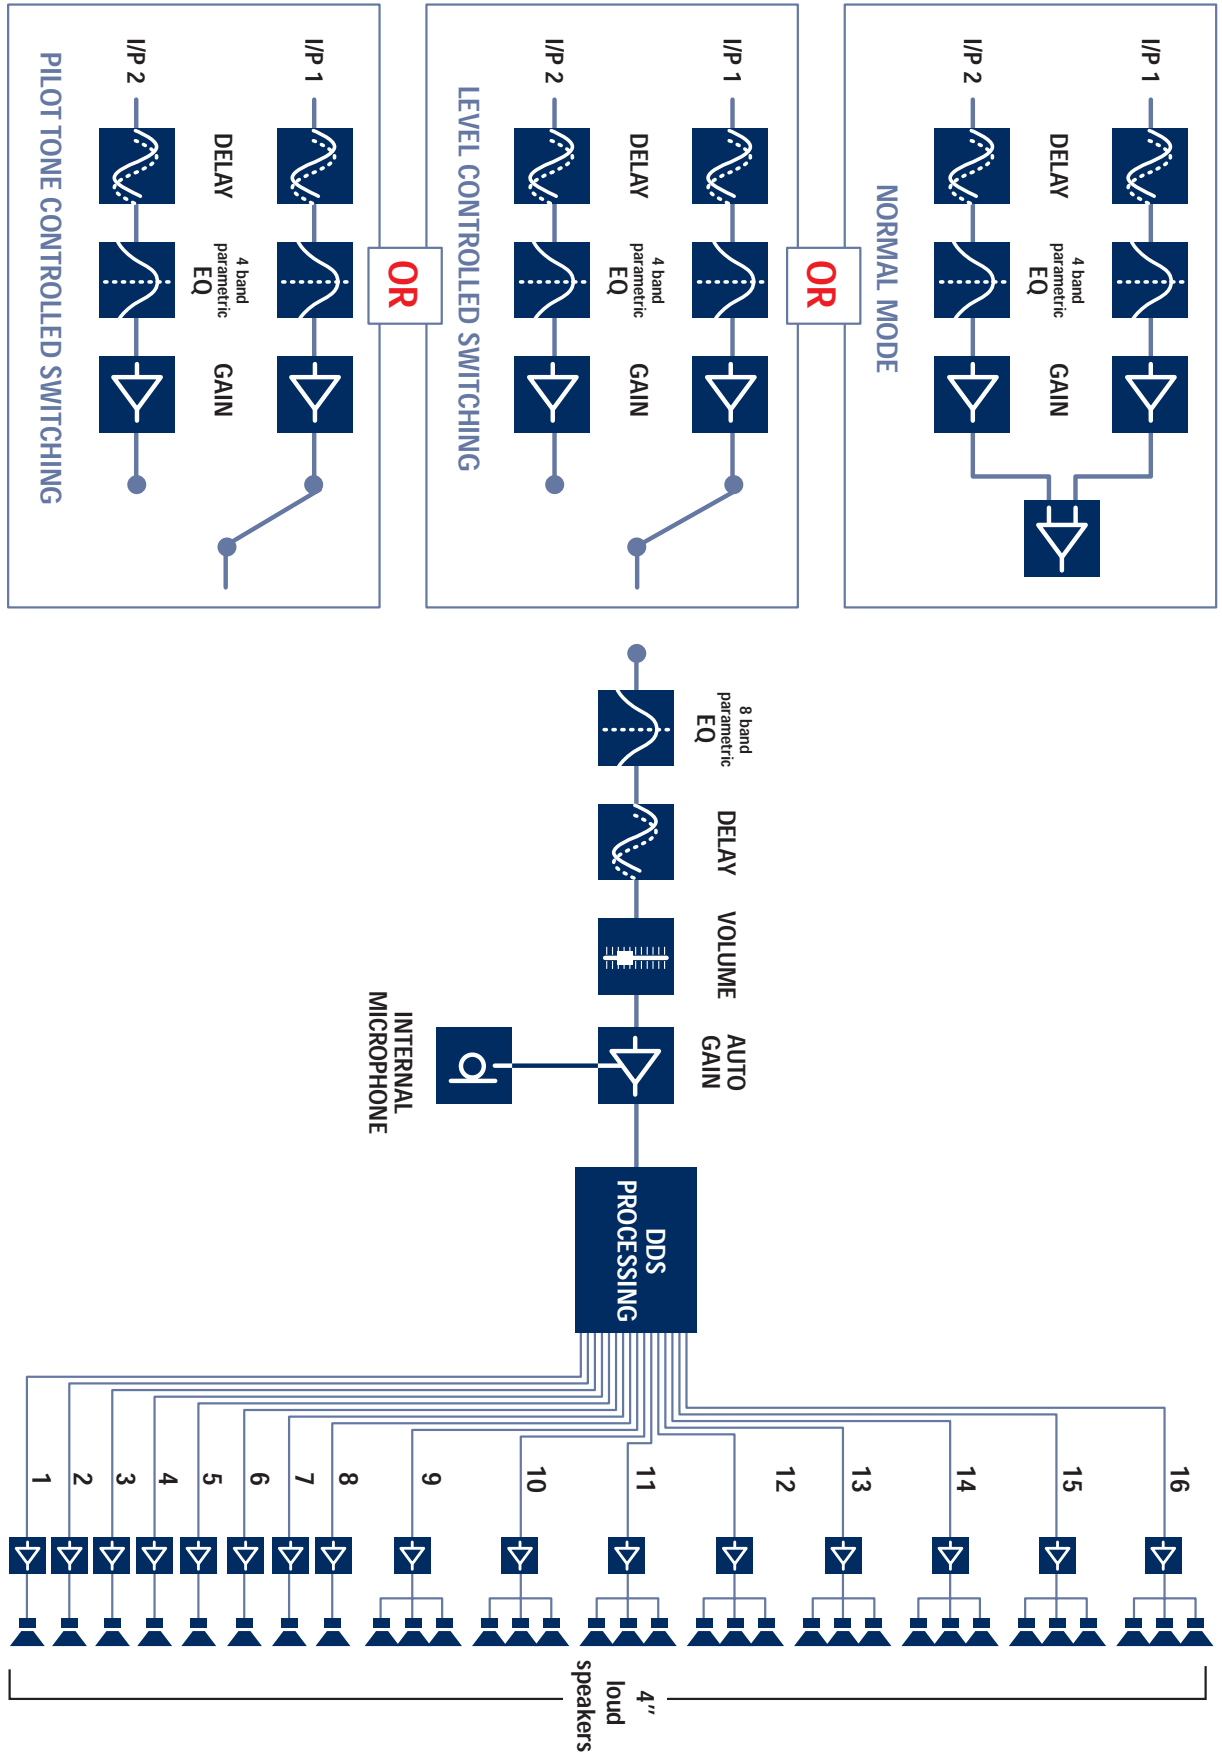 I/P 1
DELAY
4 band
parametric
EQ
GAIN
I/P 2
NORMAL MODE
OR
I/P 1
DELAY
4 band
parametric
EQ
GAIN
I/P 2
LEVEL CONTROLLED SWITCHING
OR
I/P 1
DELAY
4 band
parametric
EQ
GAIN
I/P 2
PILOT TONE CONTROLLED SWITCHING
8 band
parametric
EQ
DELAY
VOLUME
AUTO
GAIN
INTERNAL
MICROPHONE
DDS
PROCESSING
16
15
14
13
12
11
10
9
8
7
6
5
4
3
2
1
4"
loud
speakers